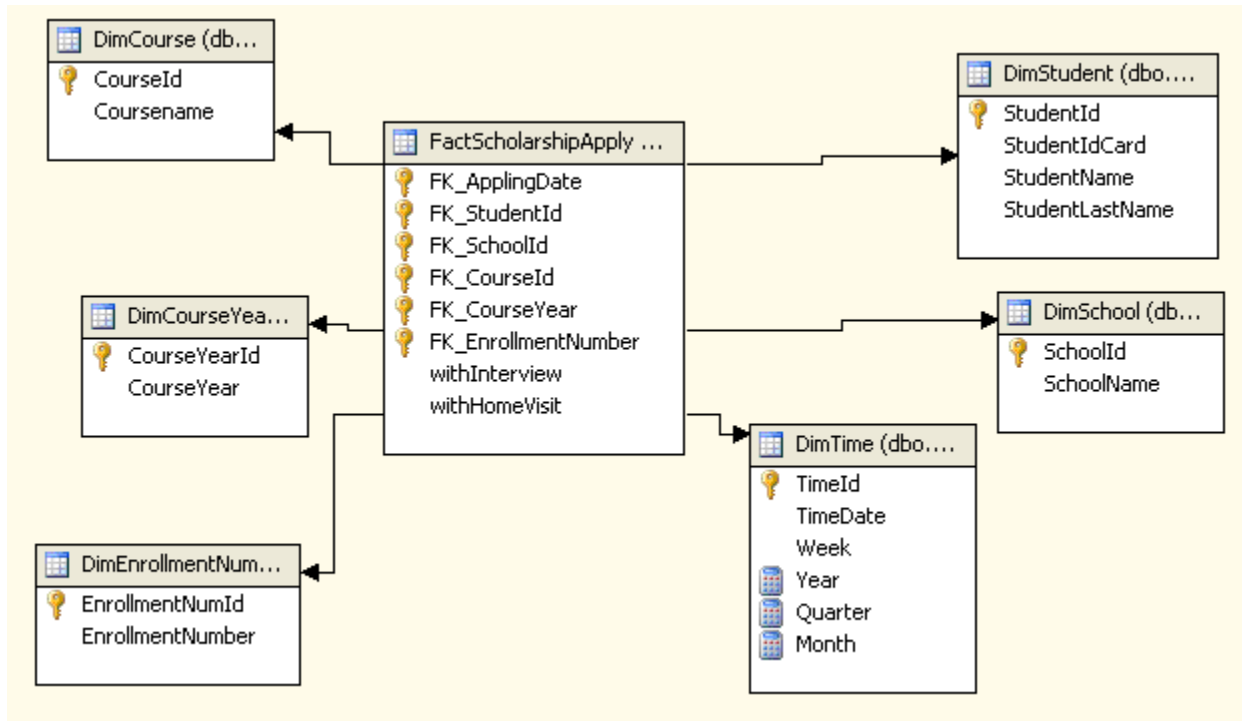 DimCourse (db...
CourseId
Coursename
FactScholarshipApply ...
FK_ApplingDate
FK_StudentId
FK_SchoolId
FK_CourseId
FK_CourseYear
FK_EnrollmentNumber
withInterview
withHomeVisit
DimStudent (dbo....
StudentId
StudentIdCard
StudentName
StudentLastName
DimCourseYea...
CourseYearId
CourseYear
DimSchool (db...
SchoolId
SchoolName
DimTime (dbo....
TimeId
TimeDate
Week
Year
Quarter
Month
DimEnrollmentNum...
EnrollmentNumId
EnrollmentNumber